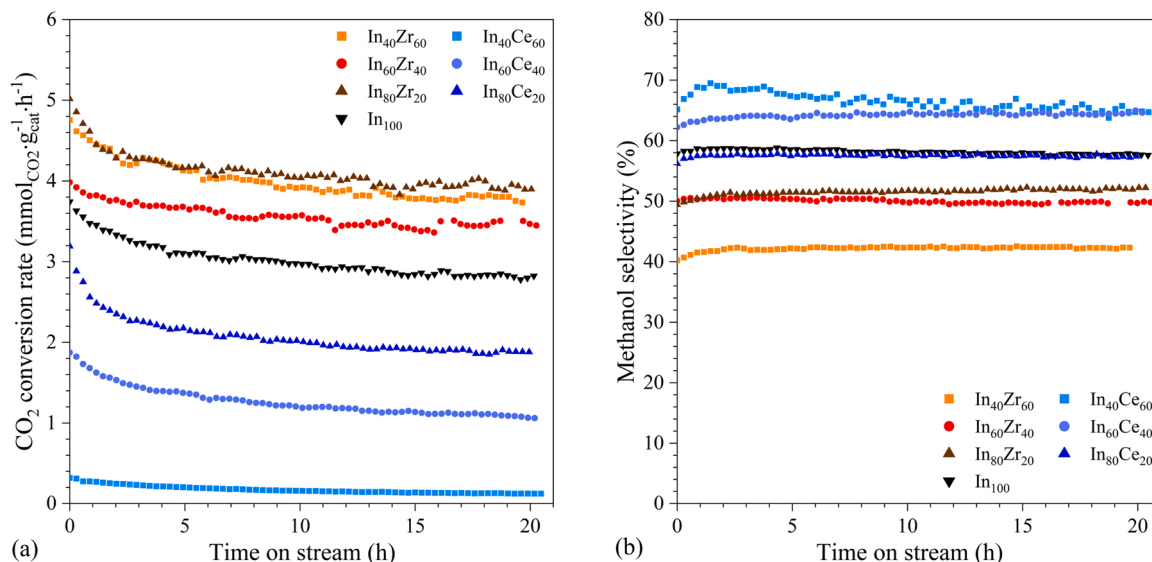 CO2 conversion rate (mmolCO2·gcat-1·h-1)
6
5
4
3
2
1
0
In40Zr60
In60Zr40
In80Zr20
In100
In40Ce60
In60Ce40
In80Ce20
0
5
10
15
20
(a)
Time on stream (h)
Methanol selectivity (%)
80
70
60
50
40
30
20
10
0
In40Zr60
In60Zr40
In80Zr20
In100
In40Ce60
In60Ce40
In80Ce20
0
5
10
15
20
(b)
Time on stream (h)